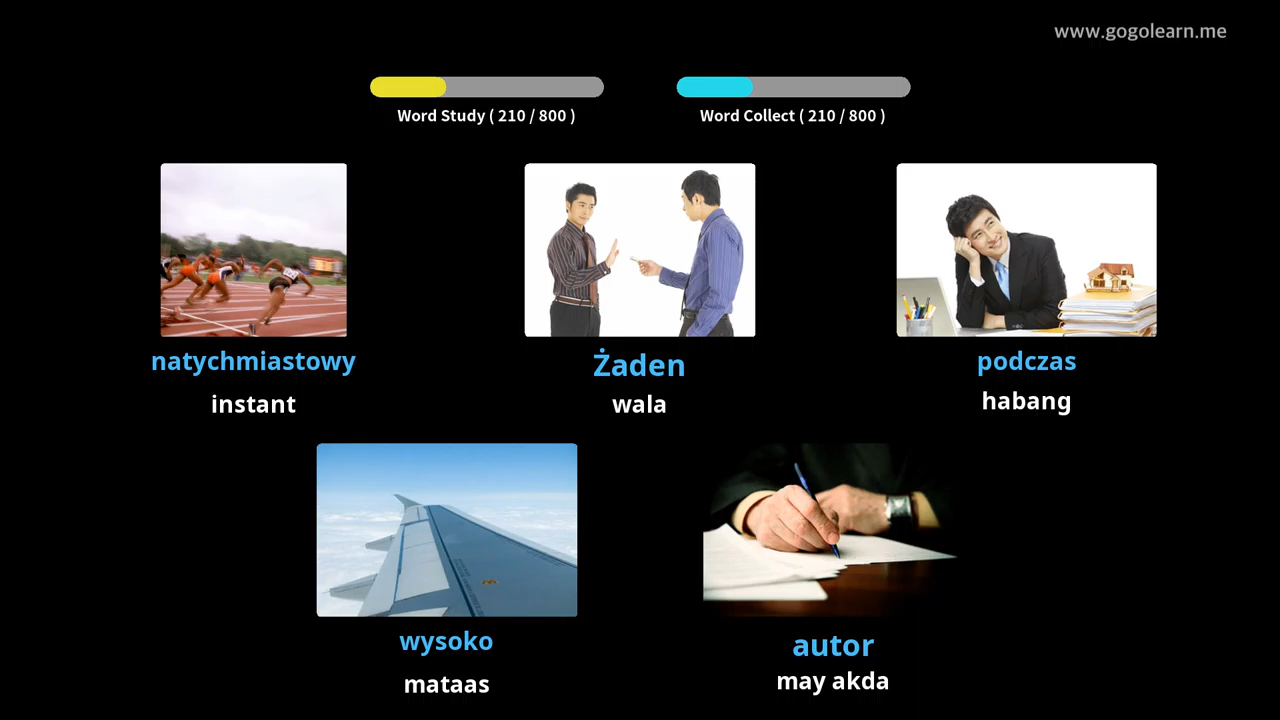 www.gogolearn.me
Word Study ( 210 / 800 )
Word Collect ( 210 / 800 )
natychmiastowy
instant
Żaden
wala
podczas
habang
wysoko
mataas
autor
may akda